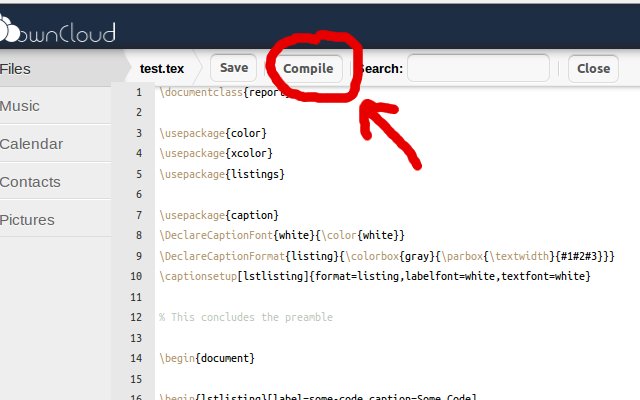 ownCloud
Files
Music
Calendar
Contacts
Pictures
test.tex Save Compile Search: Close
1 \documentclass{report}
2
3 \usepackage{color}
4 \usepackage{xcolor}
5 \usepackage{listings}
6
7 \usepackage{caption}
8 \DeclareCaptionFont{white}{\color{white}}
9 \DeclareCaptionFormat{listing}{\colorbox{gray}{\parbox{\textwidth}{#1#2#3}}}
10 \captionsetup[lstlisting]{format=listing,labelfont=white,textfont=white}
11
12 % This concludes the preamble
13
14 \begin{document}
15
16 \begin{lstlisting}[label=some-code,caption=Some Code]